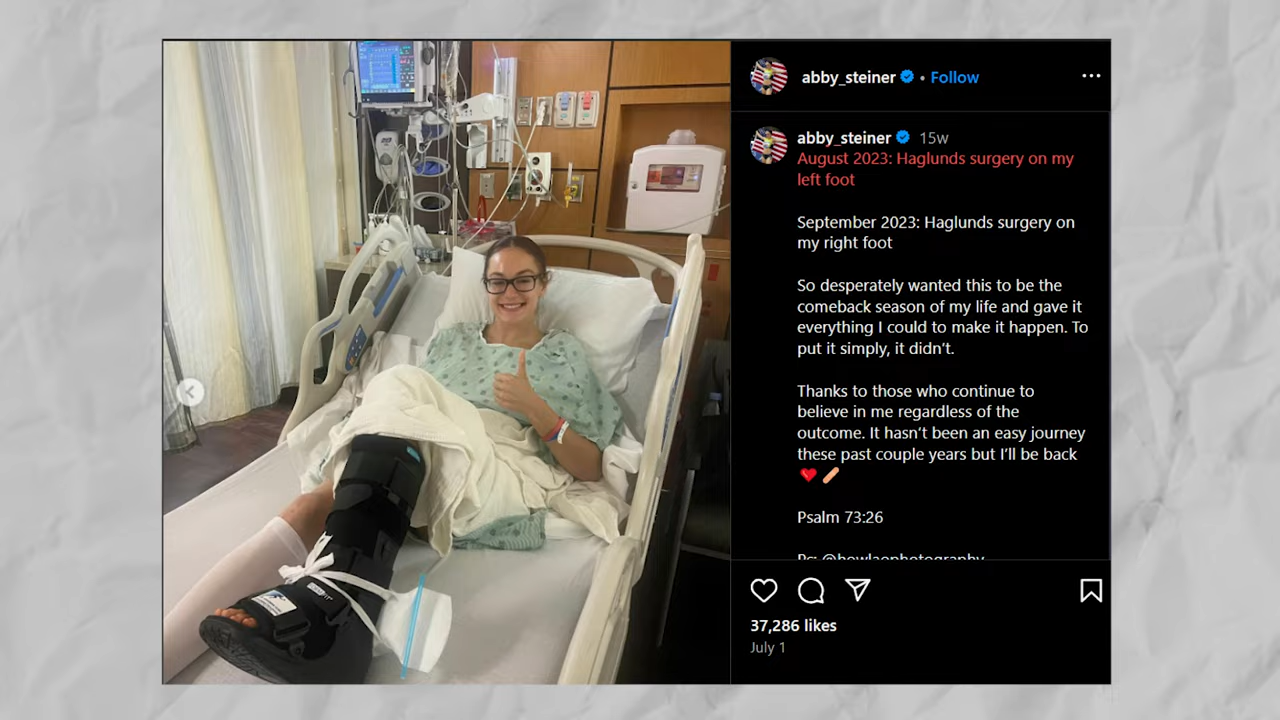 abby_steiner • Follow
abby_steiner 15w
August 2023: Haglunds surgery on my
left foot
September 2023: Haglunds surgery on
my right foot
So desperately wanted this to be the
comeback season of my life and gave it
everything I could to make it happen. To
put it simply, it didn't.
Thanks to those who continue to
believe in me regardless of the
outcome. It hasn't been an easy journey
these past couple years but I'll be back
Psalm 73:26
37,286 likes
July 1